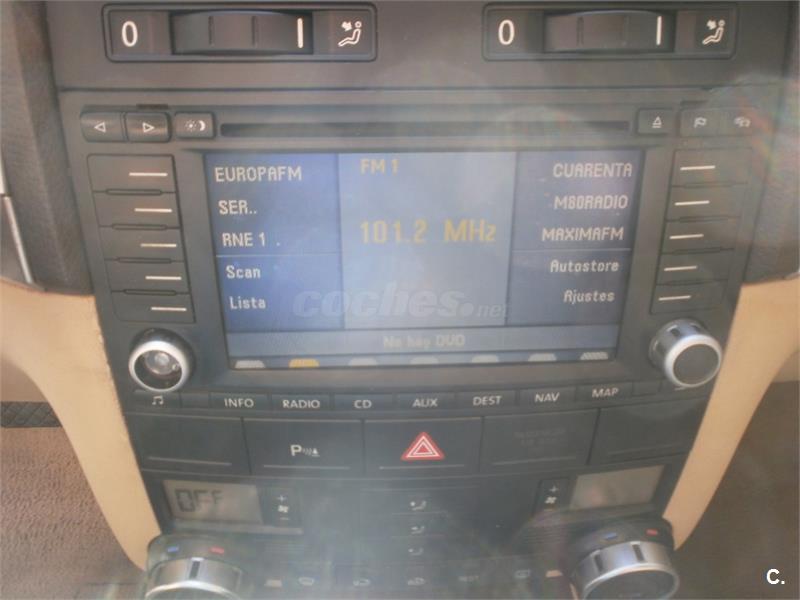 0 0
EUROPAFM FM 1 CUARENTA
SER.. M80RADIO
RNE 1 . 101.2 MHz MAXIMAFM
Scan Autostore
Lista coches.net Ajustes
No hay DVD
INFO RADIO CD AUX DEST NAV MAP
P
OFF
C.